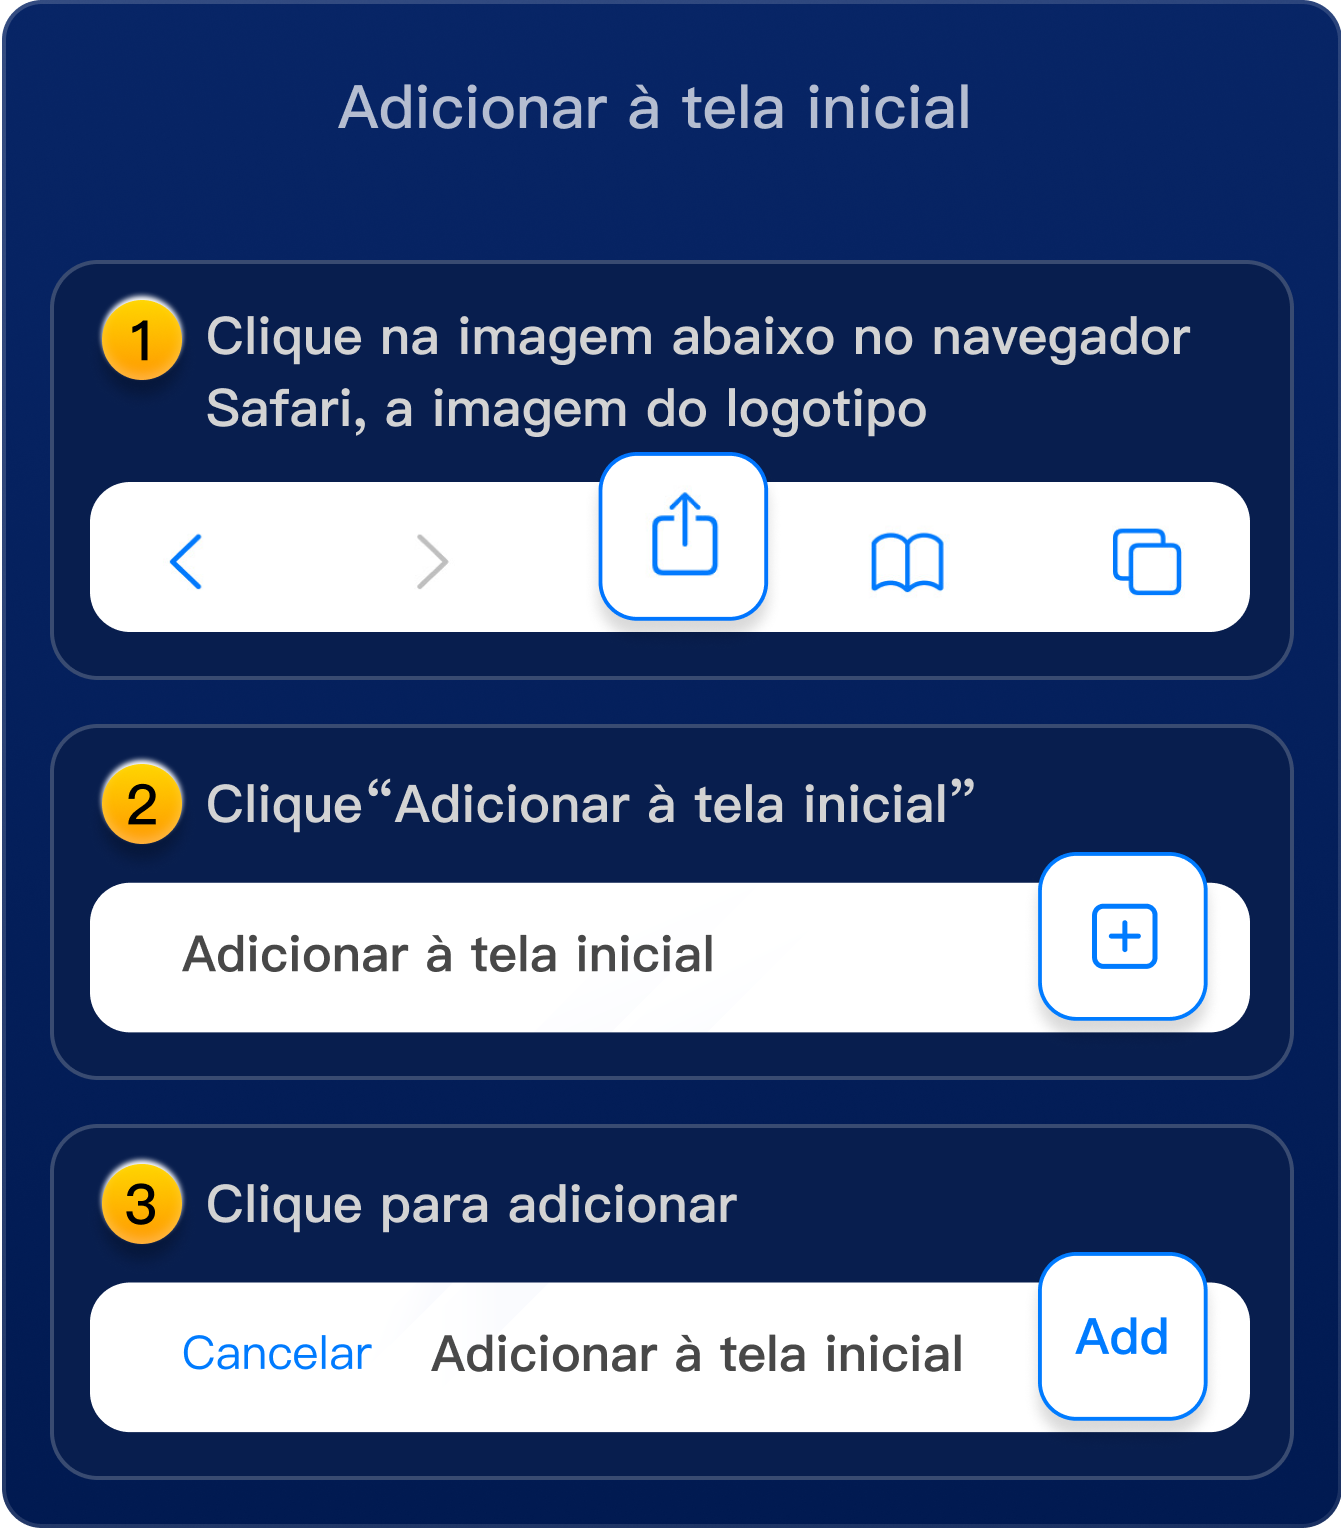 Adicionar à tela inicial
1
Clique na imagem abaixo no navegador
Safari, a imagem do logotipo
2
Clique“Adicionar à tela inicial”
Adicionar à tela inicial
3
Clique para adicionar
Cancelar Adicionar à tela inicial Add